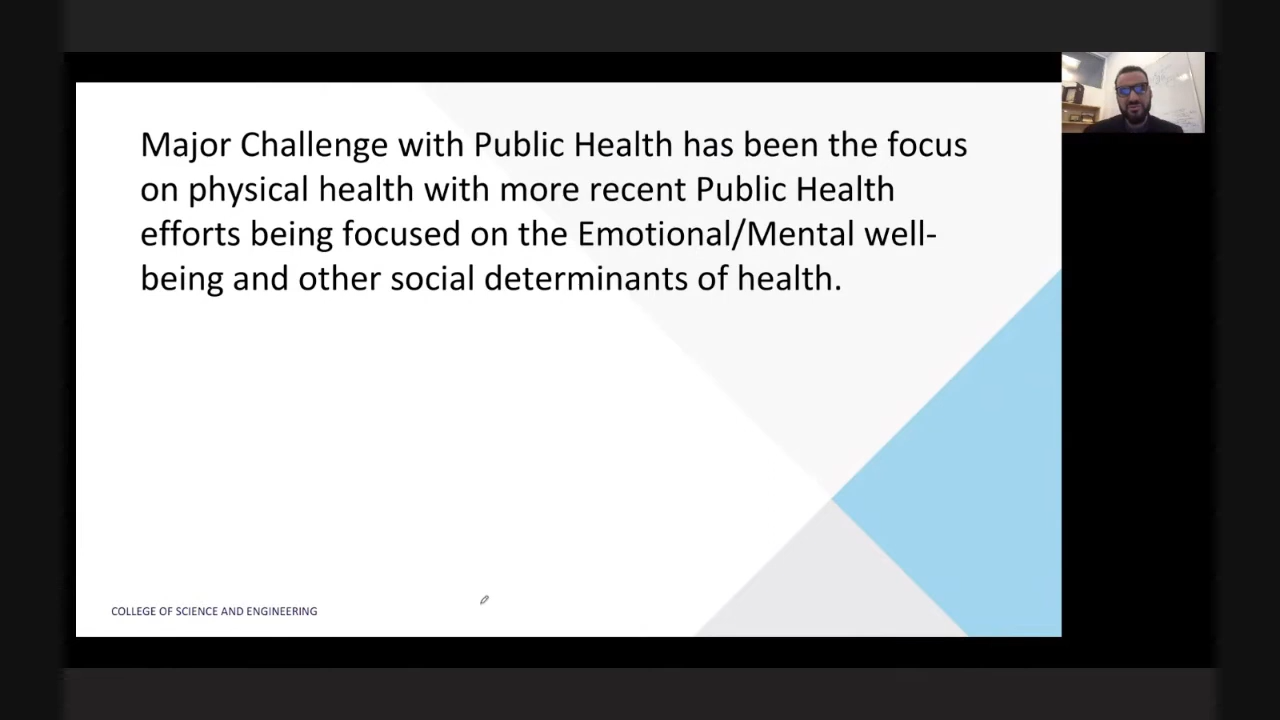 Major Challenge with Public Health has been the focus
on physical health with more recent Public Health
efforts being focused on the Emotional/Mental well-
being and other social determinants of health.
COLLEGE OF SCIENCE AND ENGINEERING